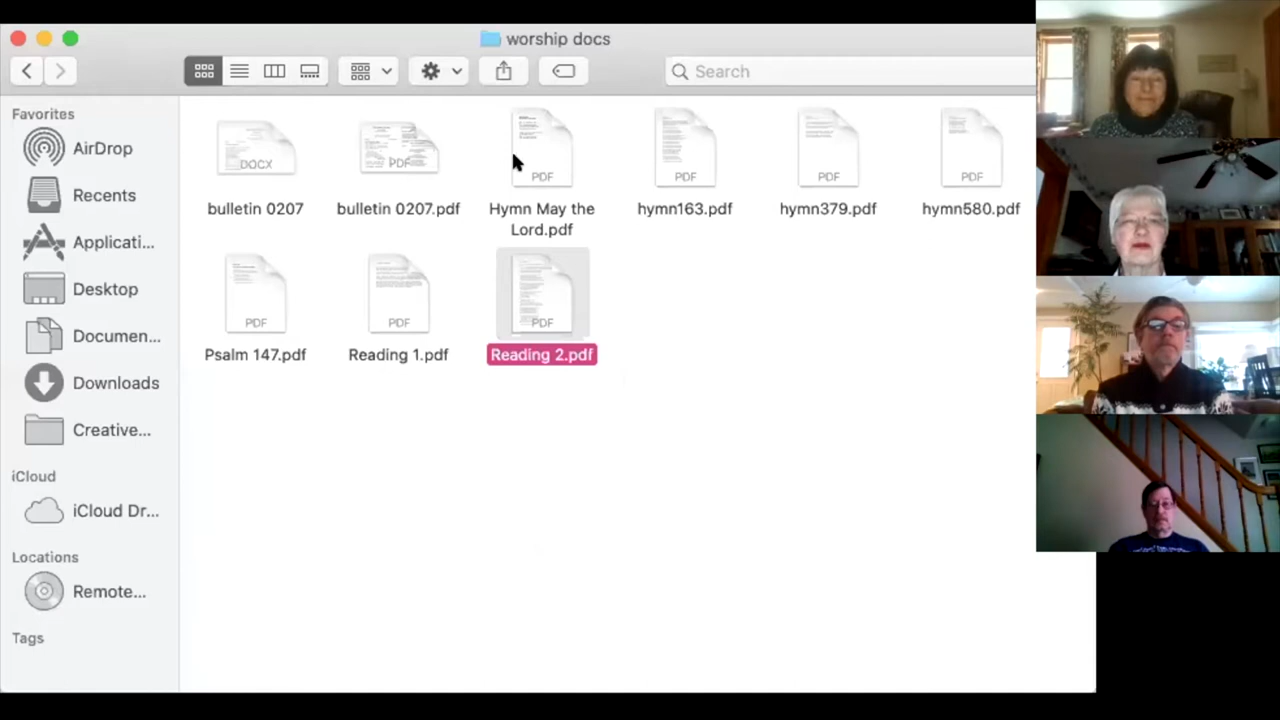 worship docs
Search
Favorites
AirDrop
Recents
Applicati...
Desktop
Documen...
Downloads
Creative...
iCloud
iCloud Dr...
Locations
Remote...
Tags
DOCX
PDF
PDF
PDF
PDF
PDF
bulletin 0207
bulletin 0207.pdf
Hymn May the
Lord.pdf
hymn163.pdf
hymn379.pdf
hymn580.pdf
PDF
PDF
PDF
Psalm 147.pdf
Reading 1.pdf
Reading 2.pdf